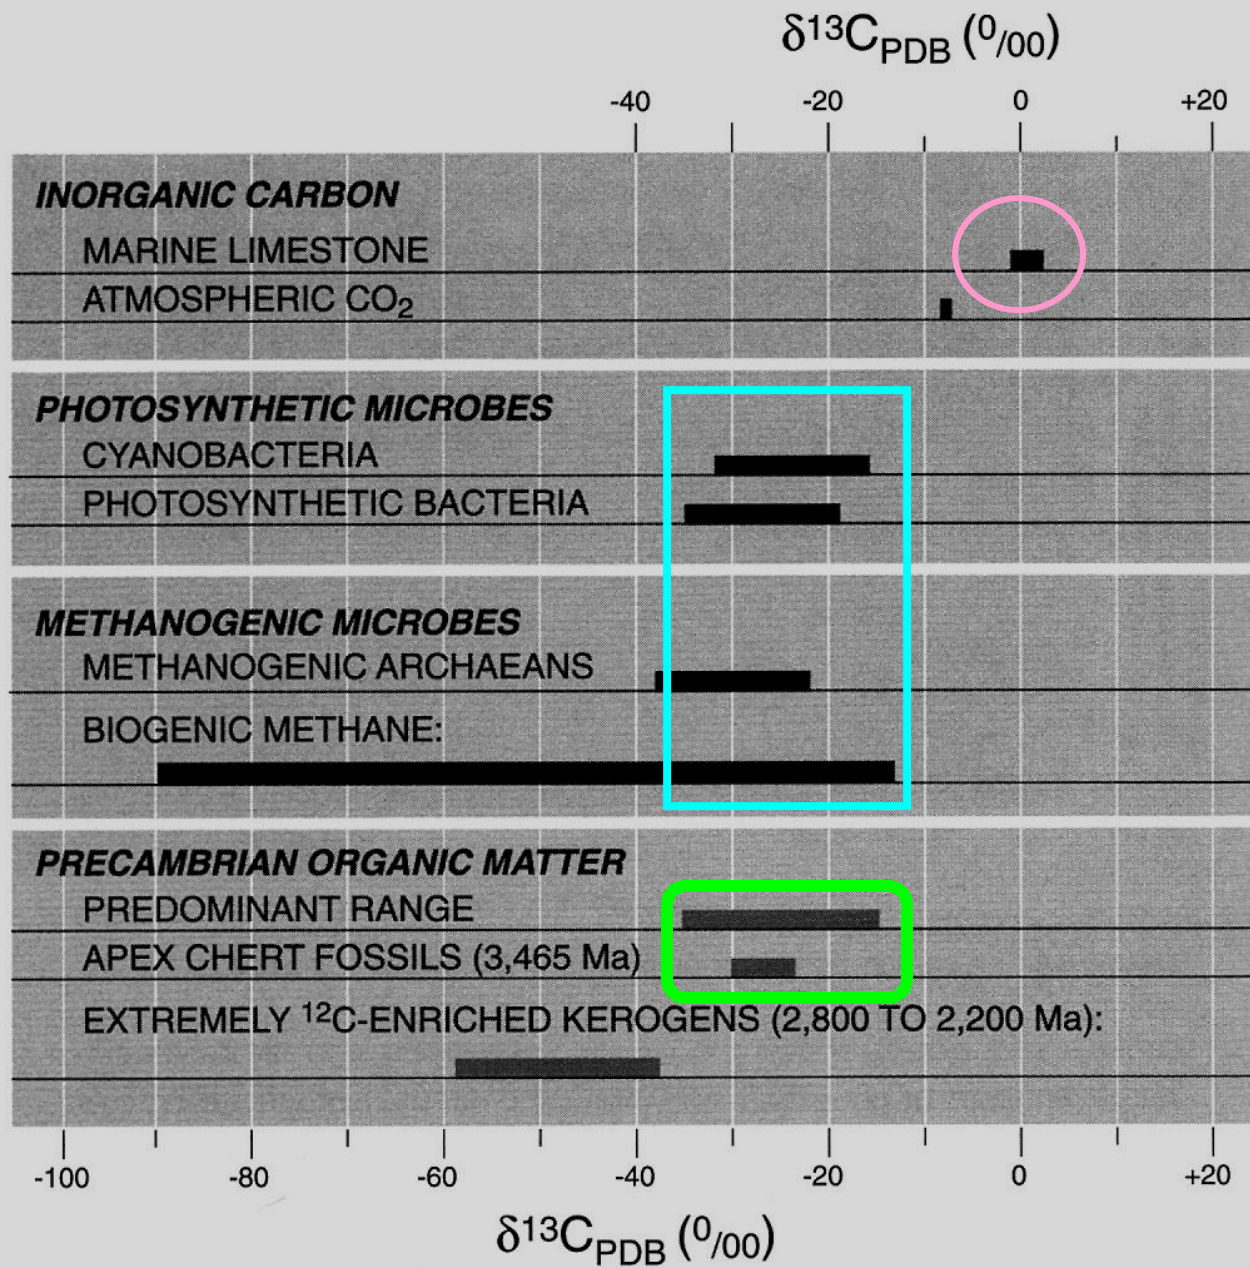 δ13CPDB (0/00)
-40 -20 0 +20
INORGANIC CARBON
MARINE LIMESTONE
ATMOSPHERIC CO2
PHOTOSYNTHETIC MICROBES
CYANOBACTERIA
PHOTOSYNTHETIC BACTERIA
METHANOGENIC MICROBES
METHANOGENIC ARCHAEANS
BIOGENIC METHANE:
PRECAMBRIAN ORGANIC MATTER
PREDOMINANT RANGE
APEX CHERT FOSSILS (3,465 Ma)
EXTREMELY 12C-ENRICHED KEROGENS (2,800 TO 2,200 Ma):
-100 -80 -60 -40 -20 0 +20
δ13CPDB (0/00)